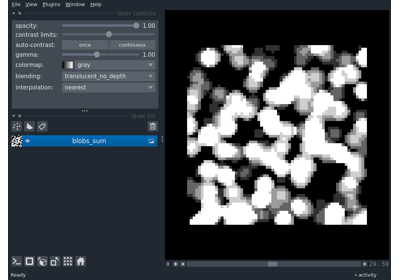 File View Plugins Window Help
layer controls
opacity: 1.00
contrast limits:
auto-contrast: once continuous
gamma: 1.00
colormap: gray
blending: translucent_no_depth
interpolation: nearest
layer list
blobs_sum
29 59
Ready
activity